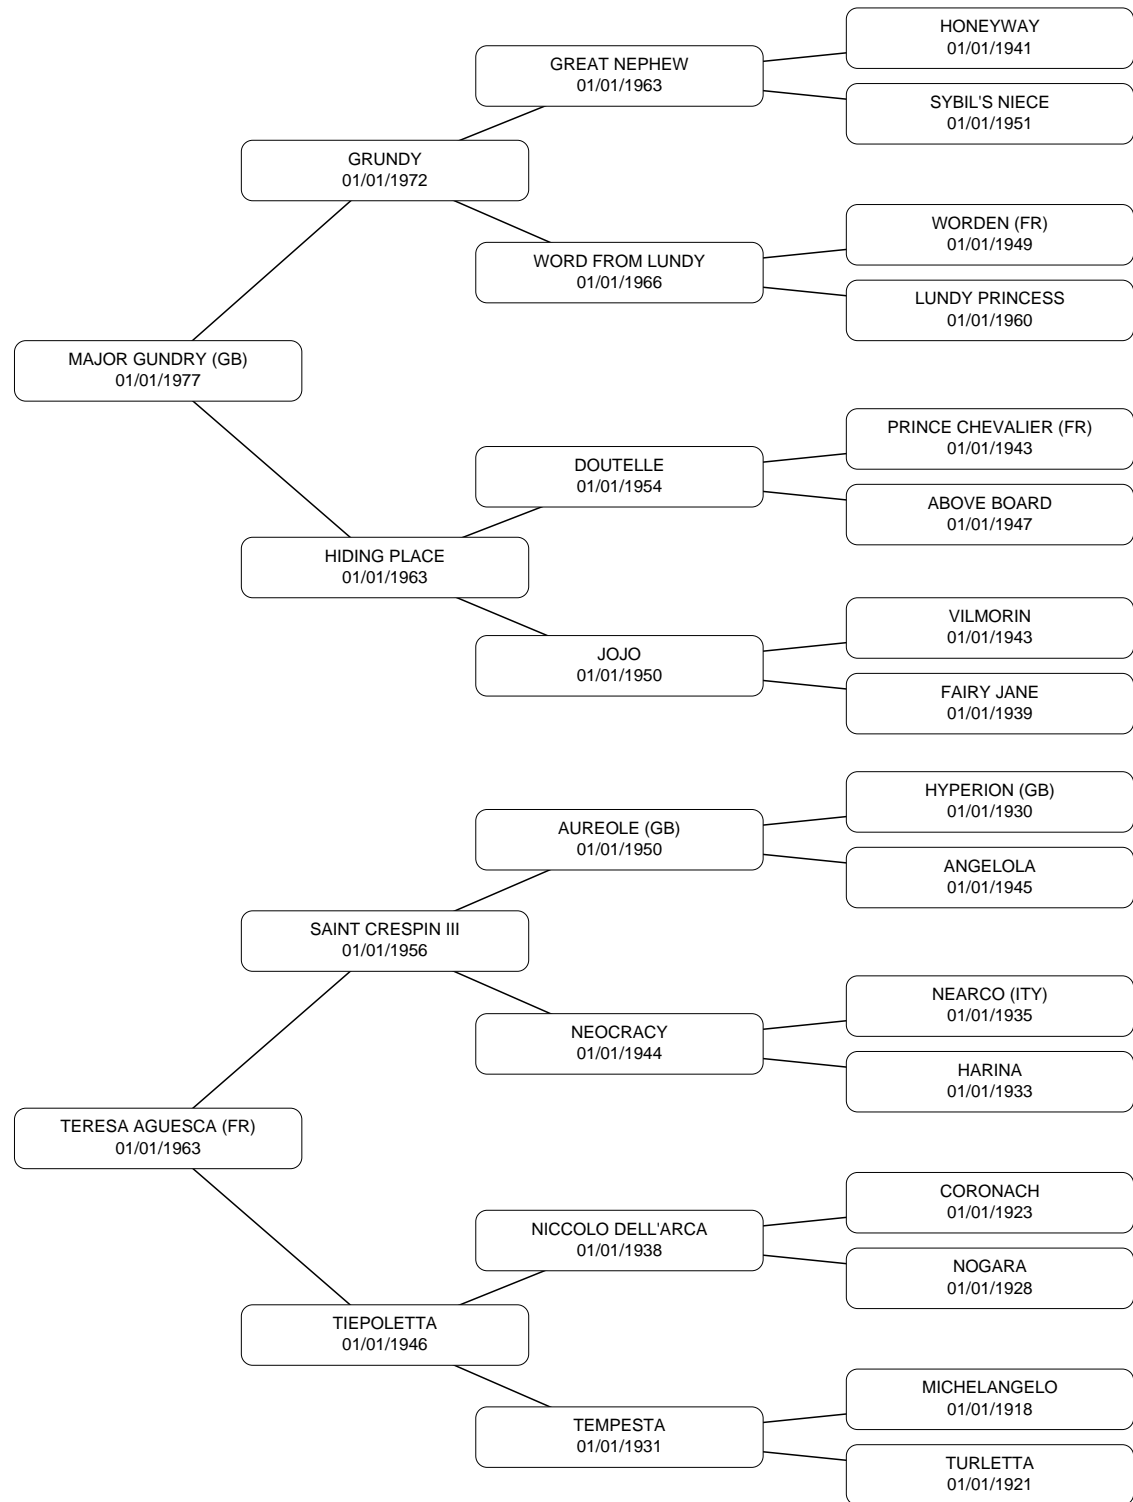 HONEYWAY
01/01/1941
GREAT NEPHEW
01/01/1963
SYBIL'S NIECE
01/01/1951
GRUNDY
01/01/1972
WORDEN (FR)
01/01/1949
WORD FROM LUNDY
01/01/1966
LUNDY PRINCESS
01/01/1960
MAJOR GUNDRY (GB)
01/01/1977
PRINCE CHEVALIER (FR)
01/01/1943
DOUTELLE
01/01/1954
ABOVE BOARD
01/01/1947
HIDING PLACE
01/01/1963
VILMORIN
01/01/1943
JOJO
01/01/1950
FAIRY JANE
01/01/1939
HYPERION (GB)
01/01/1930
AUREOLE (GB)
01/01/1950
ANGELOLA
01/01/1945
SAINT CRESPIN III
01/01/1956
NEARCO (ITY)
01/01/1935
NEOCRACY
01/01/1944
HARINA
01/01/1933
TERESA AGUESCA (FR)
01/01/1963
CORONACH
01/01/1923
NICCOLO DELL'ARCA
01/01/1938
NOGARA
01/01/1928
TIEPOLETTA
01/01/1946
MICHELANGELO
01/01/1918
TEMPESTA
01/01/1931
TURLETTA
01/01/1921